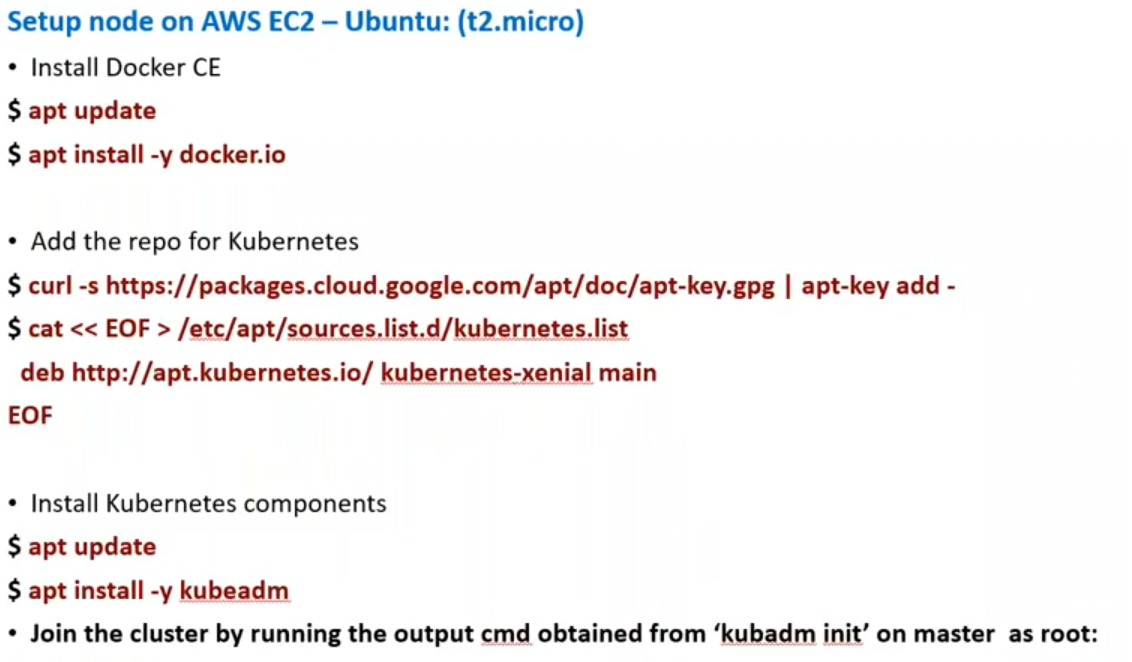 Setup node on AWS EC2 – Ubuntu: (t2.micro)
• Install Docker CE
$ apt update
$ apt install -y docker.io
• Add the repo for Kubernetes
$ curl -s https://packages.cloud.google.com/apt/doc/apt-key.gpg | apt-key add -
$ cat << EOF > /etc/apt/sources.list.d/kubernetes.list
deb http://apt.kubernetes.io/ kubernetes-xenial main
EOF
• Install Kubernetes components
$ apt update
$ apt install -y kubeadm
• Join the cluster by running the output cmd obtained from ‘kubadm init’ on master as root: